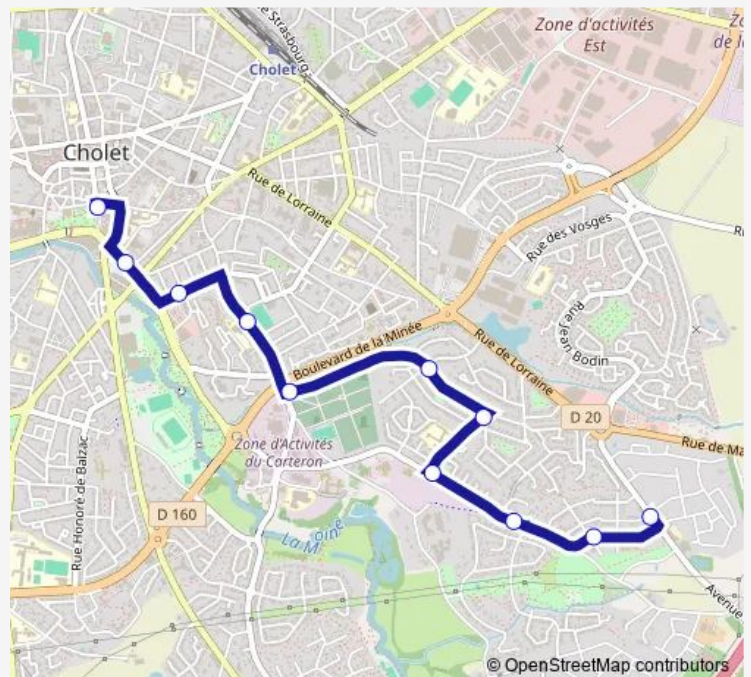 Zone d'activités
Est
de Strasbourg
Cholet
Cholet
Rue de Lorraine
Rue des Vosges
Rue Jean Bodin
Boulevard de la Minée
Rue de Lorraine
D 20
Rue de Ma
Zone d'Activités
du Carteron
Rue Honoré de Balzac
D 160
La Moine
Avenue
© OpenStreetMap contributors